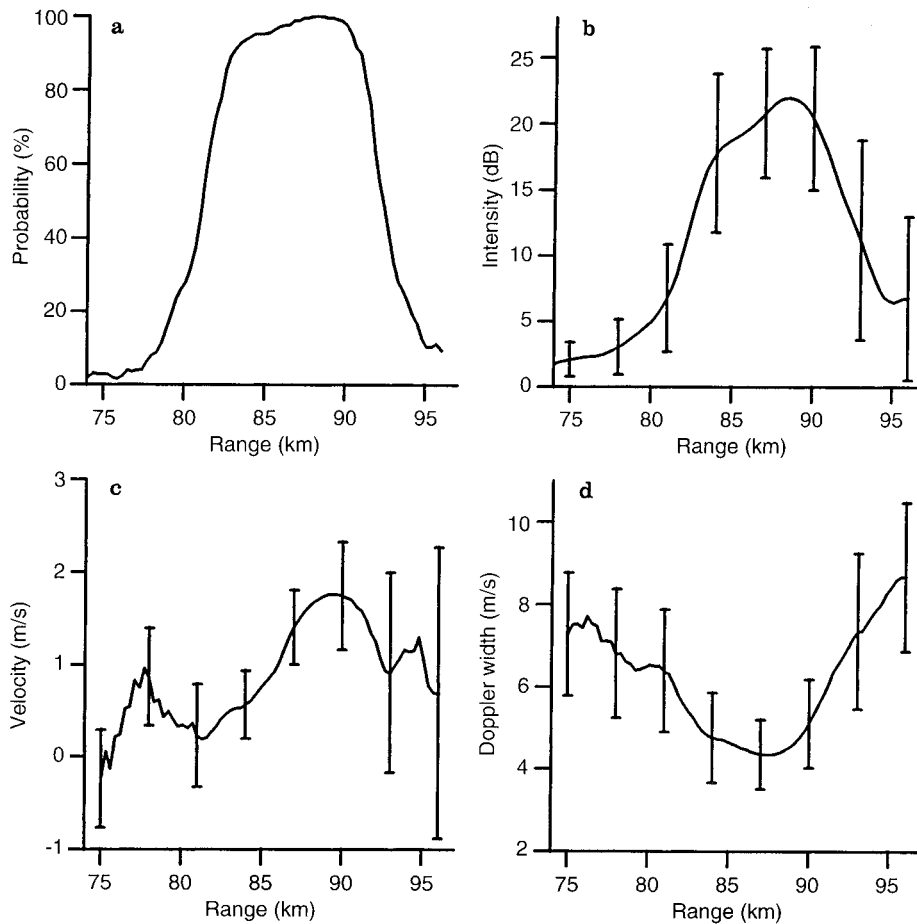 a
100
80
60
40
20
0
Probability (%)
75 80 85 90 95
Range (km)
b
25
20
15
10
5
0
Intensity (dB)
75 80 85 90 95
Range (km)
c
3
2
1
0
-1
Velocity (m/s)
75 80 85 90 95
Range (km)
d
10
8
6
4
2
Doppler width (m/s)
75 80 85 90 95
Range (km)